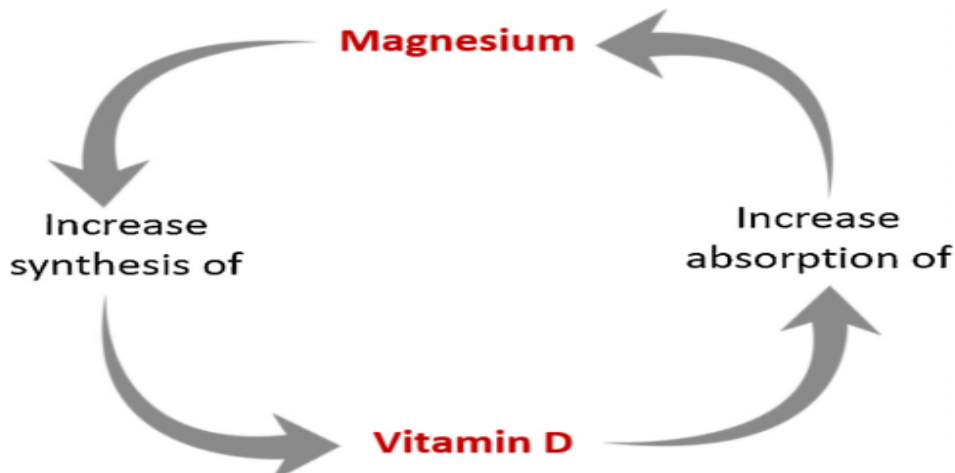 Magnesium
Increase
synthesis of
Increase
absorption of
Vitamin D